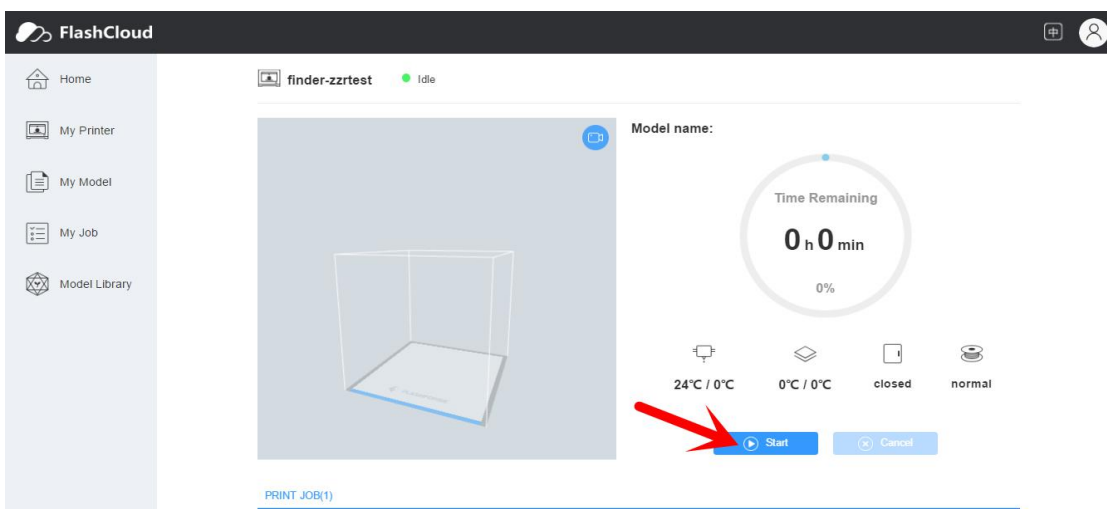 FlashCloud
中
Home
My Printer
My Model
My Job
Model Library
finder-zzrtest
Idle
Model name:
Time Remaining
0 h 0 min
0%
24℃ / 0℃
0℃ / 0℃
closed
normal
Start
Cancel
PRINT JOB(1)